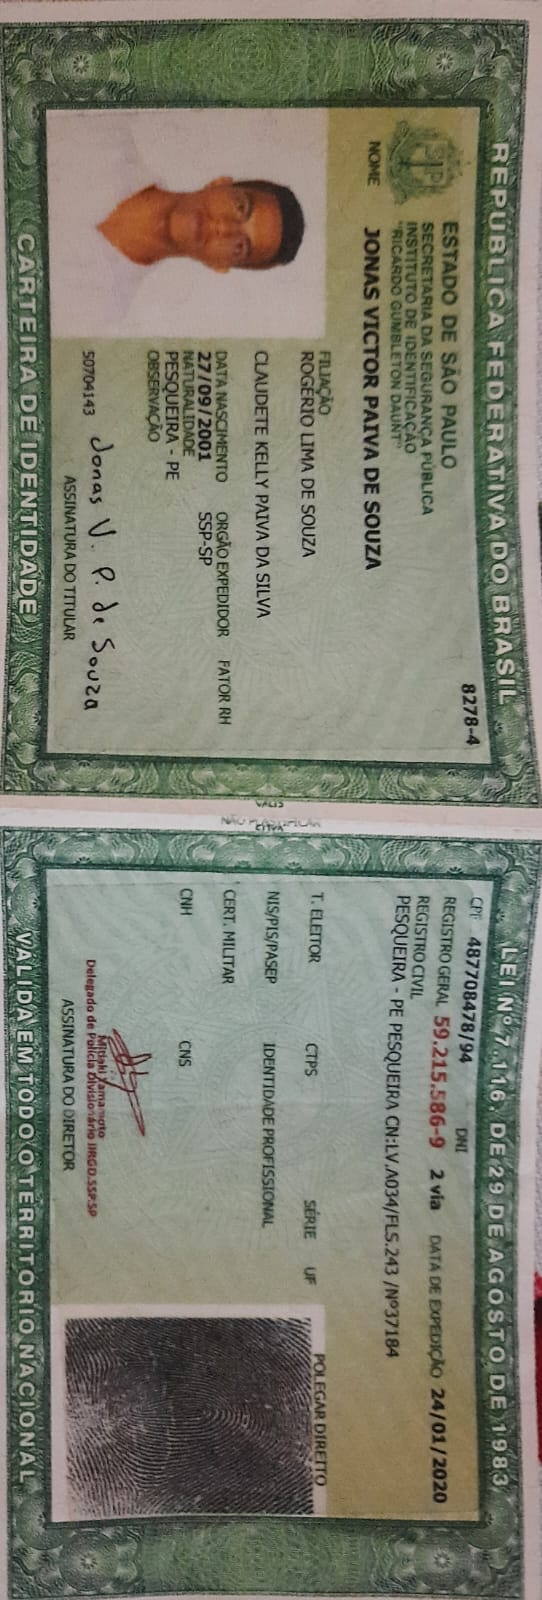 REPÚBLICA FEDERATIVA DO BRASIL
8278-4
ESTADO DE SÃO PAULO
SECRETARIA DA SEGURANÇA PÚBLICA
INSTITUTO DE IDENTIFICAÇÃO
"RICARDO GUMBLETON DAUNT"
NOME JONAS VICTOR PAIVA DE SOUZA
FILIAÇÃO
ROGERIO LIMA DE SOUZA
CLAUDETE KELLY PAIVA DA SILVA
DATA NASCIMENTO ORGÃO EXPEDIDOR FATOR RH
27/09/2001 SSP-SP
NATURALIDADE
PESQUEIRA - PE
OBSERVAÇÃO
50704143 Jonas V. P. de Souza
ASSINATURA DO TITULAR
CARTEIRA DE IDENTIDADE
NÃO PLASTIFICAR
LEI Nº 7.116, DE 29 DE AGOSTO DE 1983
CPF 487708478/94 DNI
REGISTRO GERAL 59.215.586-9 2 via DATA DE EXPEDIÇÃO 24/01/2020
REGISTRO CIVIL
PESQUEIRA - PE PESQUEIRA CN:LV.A034/FLS.243 /Nº37184
T. ELEITOR CTPS SÉRIE UF POLEGAR DIREITO
NIS/PIS/PASEP IDENTIDADE PROFISSIONAL
CERT. MILITAR
CNH CNS
Mitiaki Yamamoto
Delegado de Polícia Divisionário IIRGD.SSP.SP
ASSINATURA DO DIRETOR
VÁLIDA EM TODO O TERRITÓRIO NACIONAL